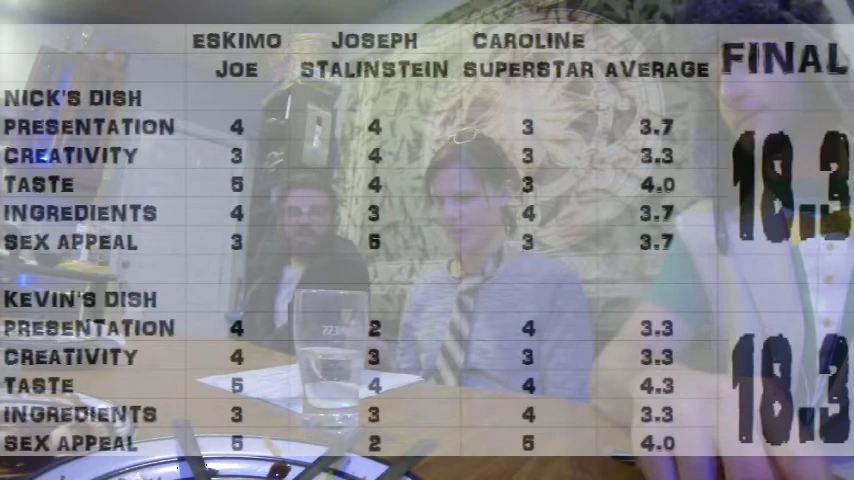 ESKIMO JOSEPH CAROLINE
JOE STALINSTEIN SUPERSTAR AVERAGE FINAL
NICK'S DISH
PRESENTATION 4 4 3 3.7
CREATIVITY 3 4 3 3.3
TASTE 5 4 3 4.0
INGREDIENTS 4 3 4 3.7
SEX APPEAL 3 5 3 3.7
18.3
KEVIN'S DISH
PRESENTATION 4 2 4 3.3
CREATIVITY 4 3 3 3.3
TASTE 5 4 4 4.3
INGREDIENTS 3 3 4 3.3
SEX APPEAL 5 2 5 4.0
18.3